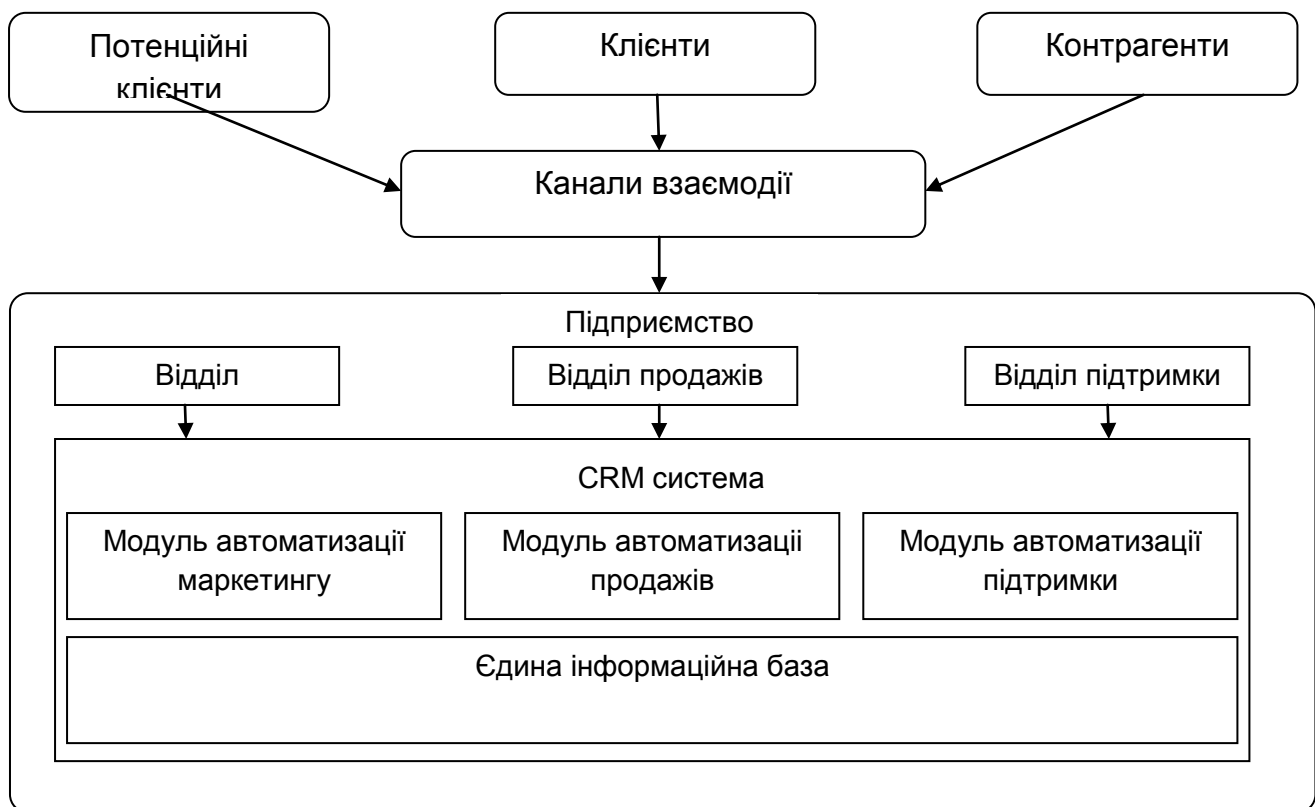 Потенційні
клієнти
Клієнти
Контрагенти
Канали взаємодії
Підприємство
Відділ
Відділ продажів
Відділ підтримки
CRM система
Модуль автоматизації
маркетингу
Модуль автоматизаціі
продажів
Модуль автоматизації
підтримки
Єдина інформаційна база